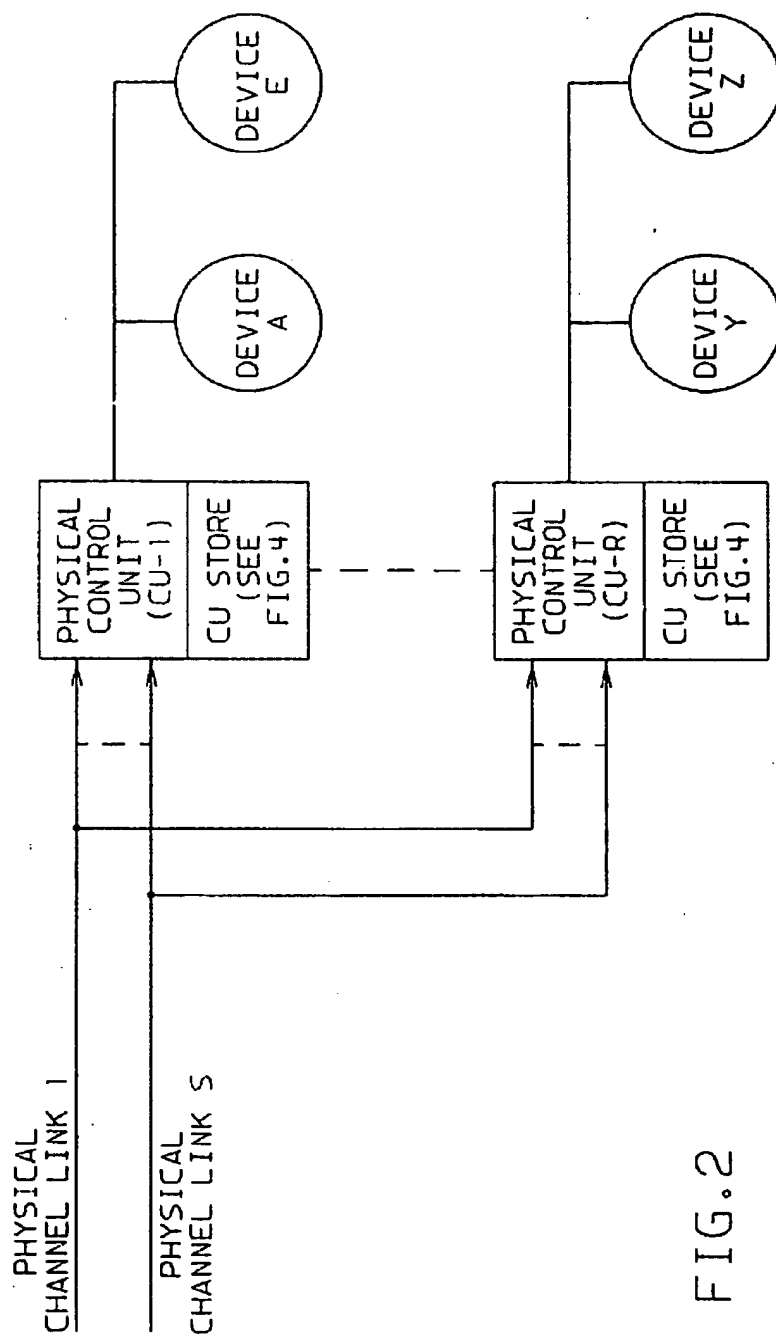 PHYSICAL
CHANNEL LINK 1
PHYSICAL
CHANNEL LINK S
PHYSICAL
CONTROL
UNIT
(CU-1)
CU STORE
(SEE
FIG.4)
DEVICE
A
DEVICE
E
PHYSICAL
CONTROL
UNIT
(CU-R)
CU STORE
(SEE
FIG.4)
DEVICE
Y
DEVICE
Z
FIG.2